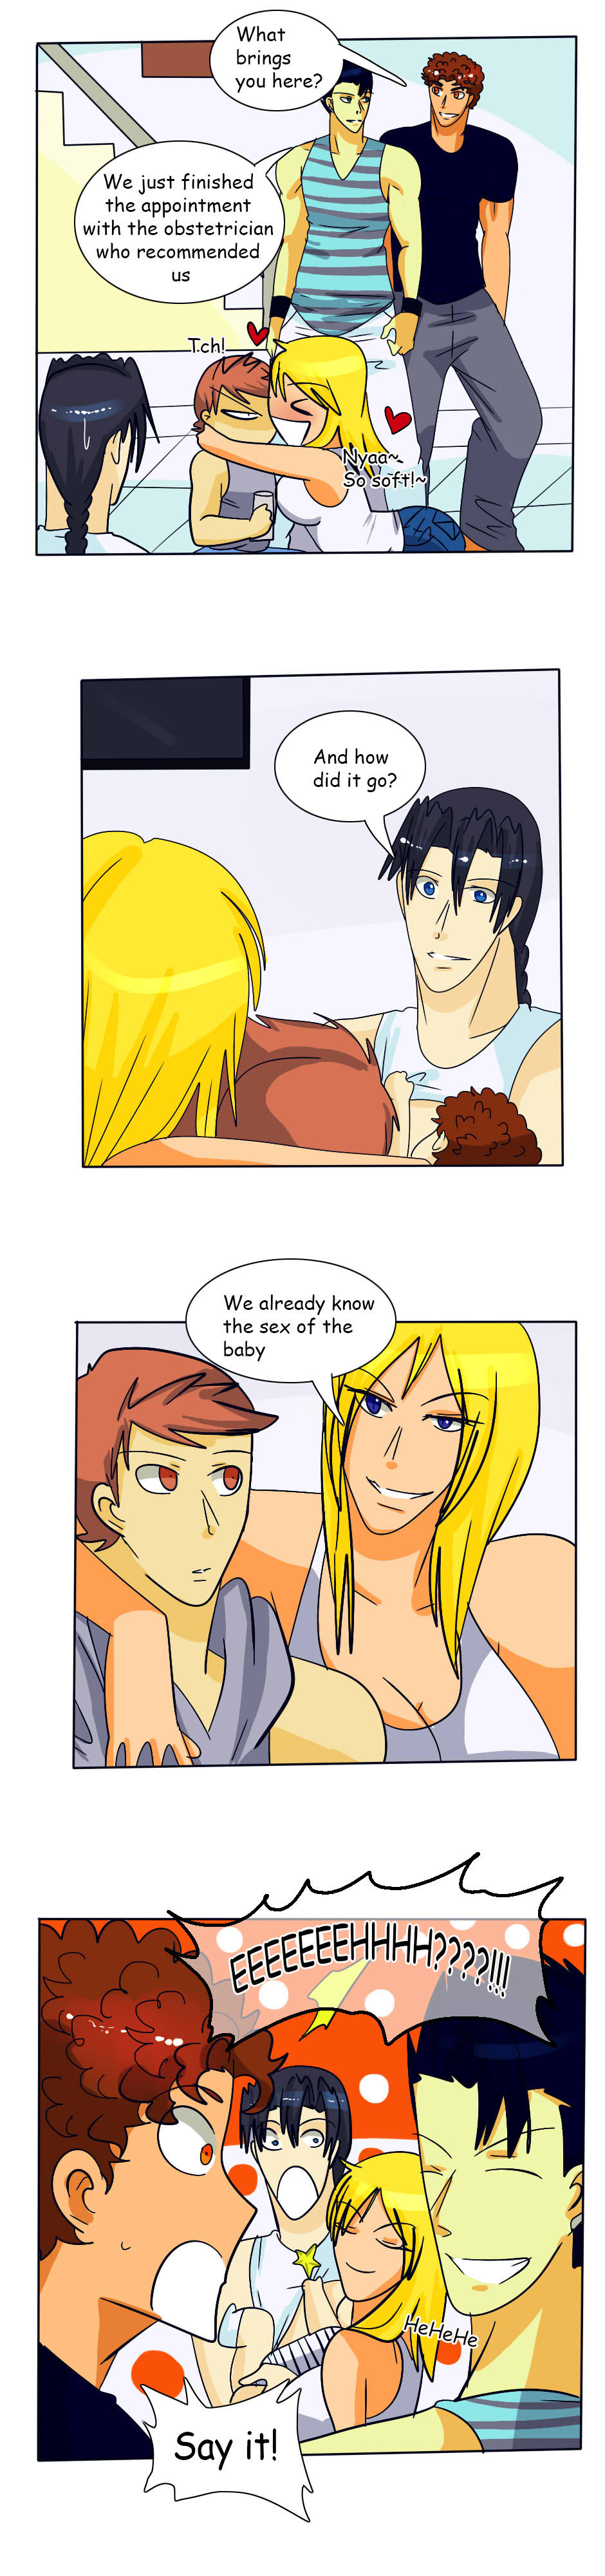 What
brings
you here?
We just finished
the appointment
with the obstetrician
who recommended
us
Tch!
Nyaa~
So soft!~
And how
did it go?
We already know
the sex of the
baby
EEEEEEEHHHH????!!!
HeHeHe
Say it!